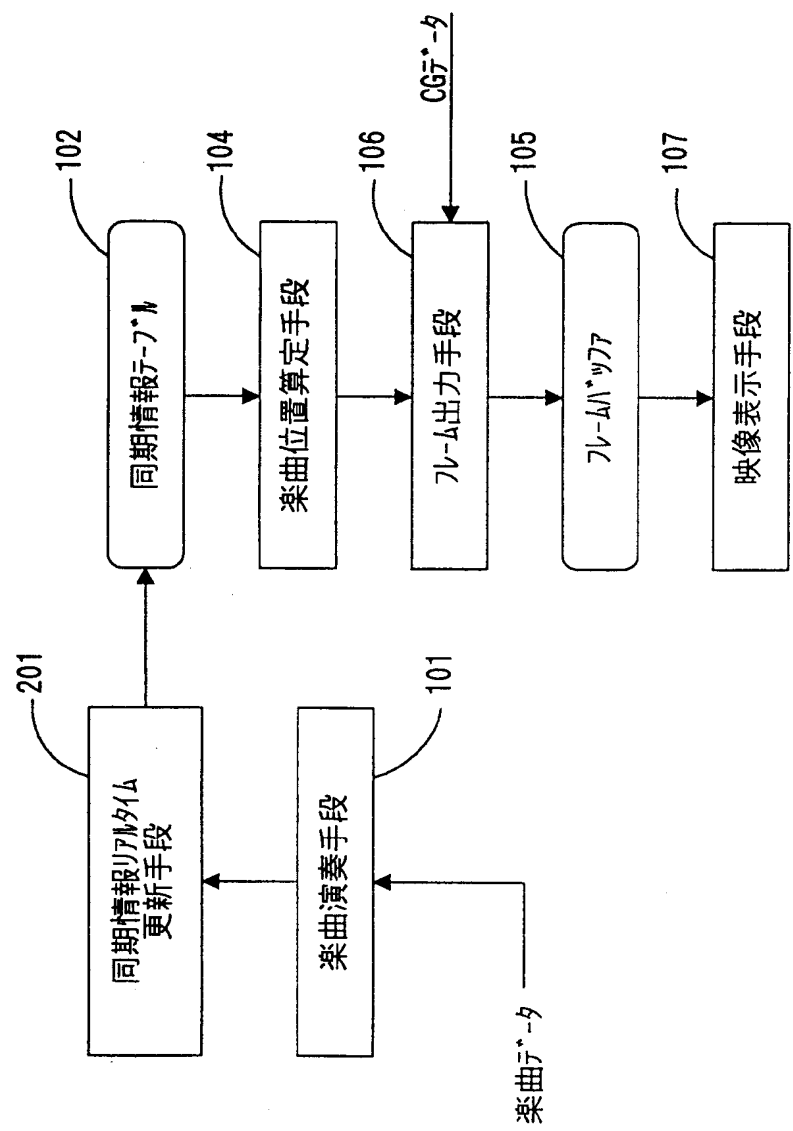 201
同期情報ﾘｱﾙﾀｲﾑ
更新手段
101
楽曲演奏手段
楽曲ﾃﾞｰﾀ
102
同期情報ﾃｰﾌﾞﾙ
104
楽曲位置算定手段
106
ﾌﾚｰﾑ出力手段
CGﾃﾞｰﾀ
105
ﾌﾚｰﾑﾊﾞｯﾌｧ
107
映像表示手段